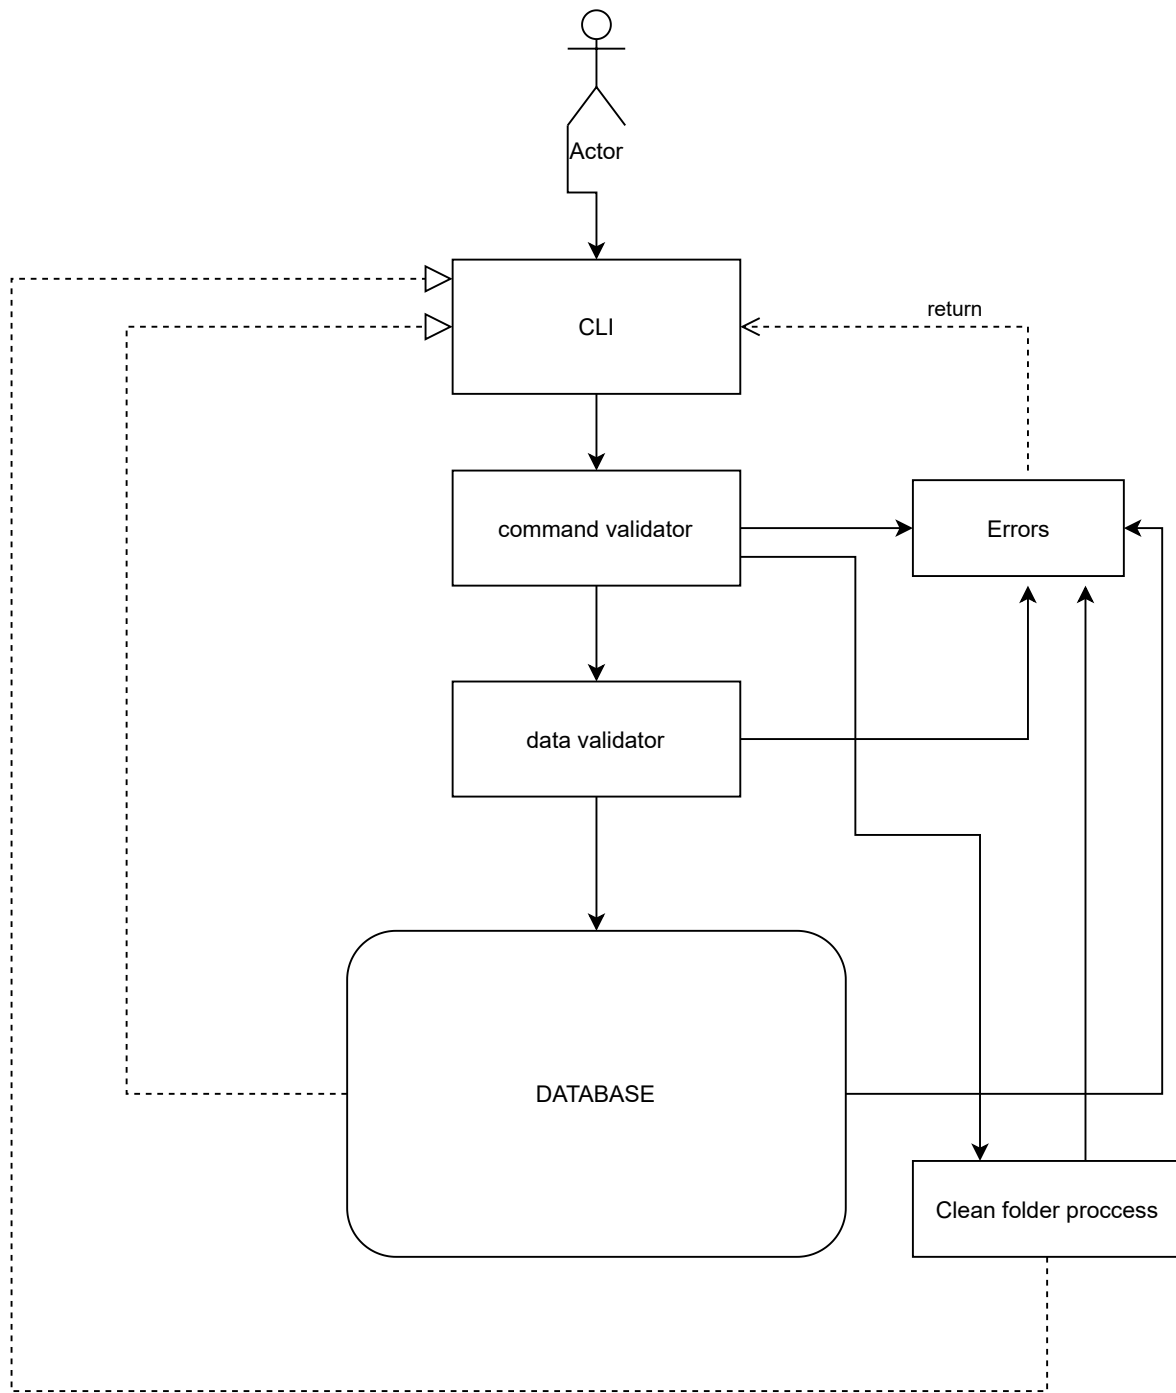 Actor
CLI
return
command validator
Errors
data validator
DATABASE
Clean folder proccess